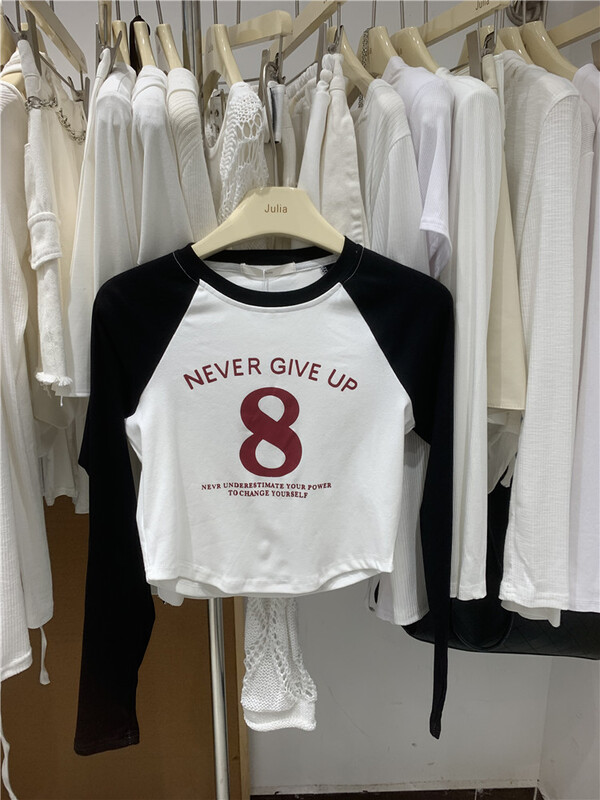 Julia
NEVER GIVE UP
8
NEVR UNDERESTIMATE YOUR POWER
TO CHANGE YOURSELF